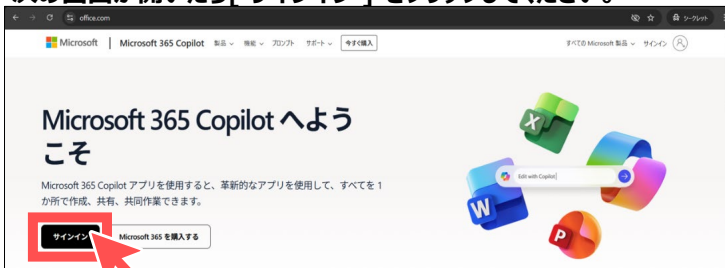 次の画面が開いたら[ サインイン ] をクリックしてください。
office.com
シークレット
Microsoft | Microsoft 365 Copilot 製品 機能 プロンプト サポート 今すぐ購入
すべての Microsoft 製品 サインイン
Microsoft 365 Copilot へよう
こそ
Microsoft 365 Copilot アプリを使用すると、革新的なアプリを使用して、すべてを 1
か所で作成、共有、共同作業できます。
Edit with Copilot
サインイン
Microsoft 365 を購入する
X
W
P